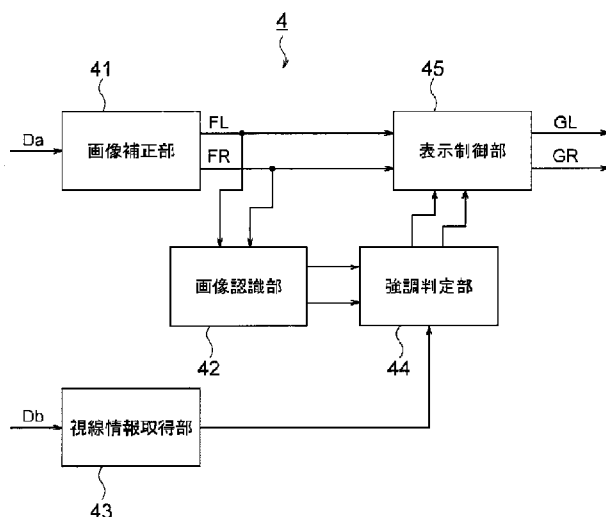 4
41
45
FL
GL
Da
画像補正部
FR
表示制御部
GR
画像認識部
強調判定部
42
44
Db
視線情報取得部
43